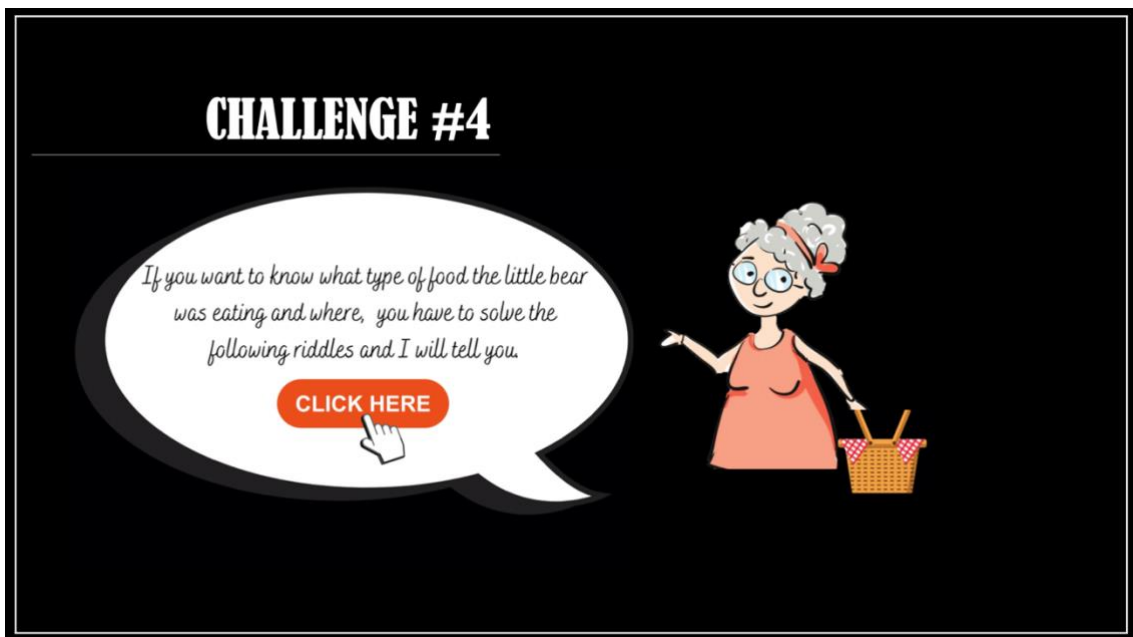 CHALLENGE #4
If you want to know what type of food the little bear
was eating and where, you have to solve the
following riddles and I will tell you.
CLICK HERE